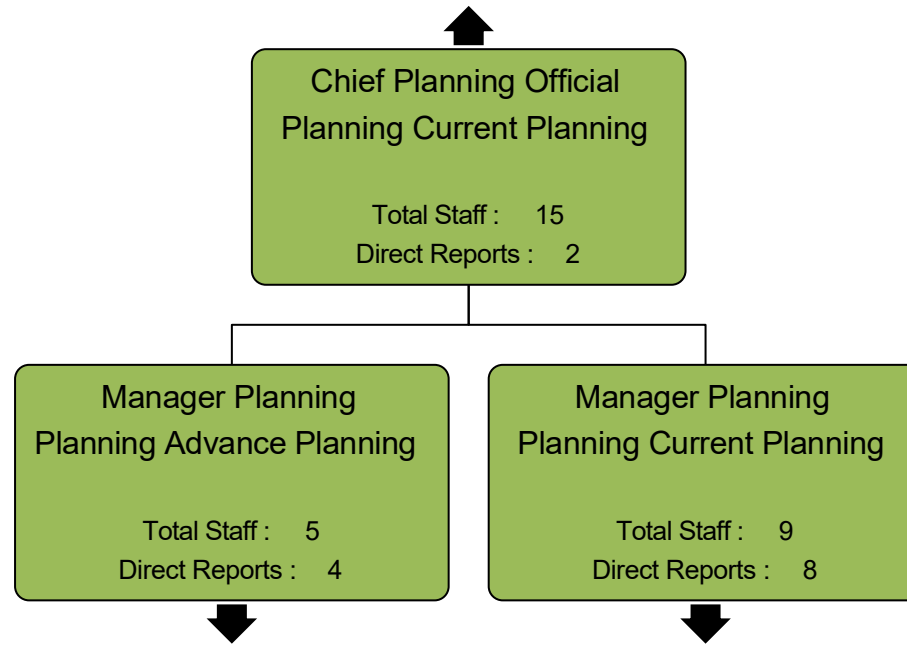 Chief Planning Official
Planning Current Planning
Total Staff : 15
Direct Reports : 2
Manager Planning
Planning Advance Planning
Total Staff : 5
Direct Reports : 4
Manager Planning
Planning Current Planning
Total Staff : 9
Direct Reports : 8